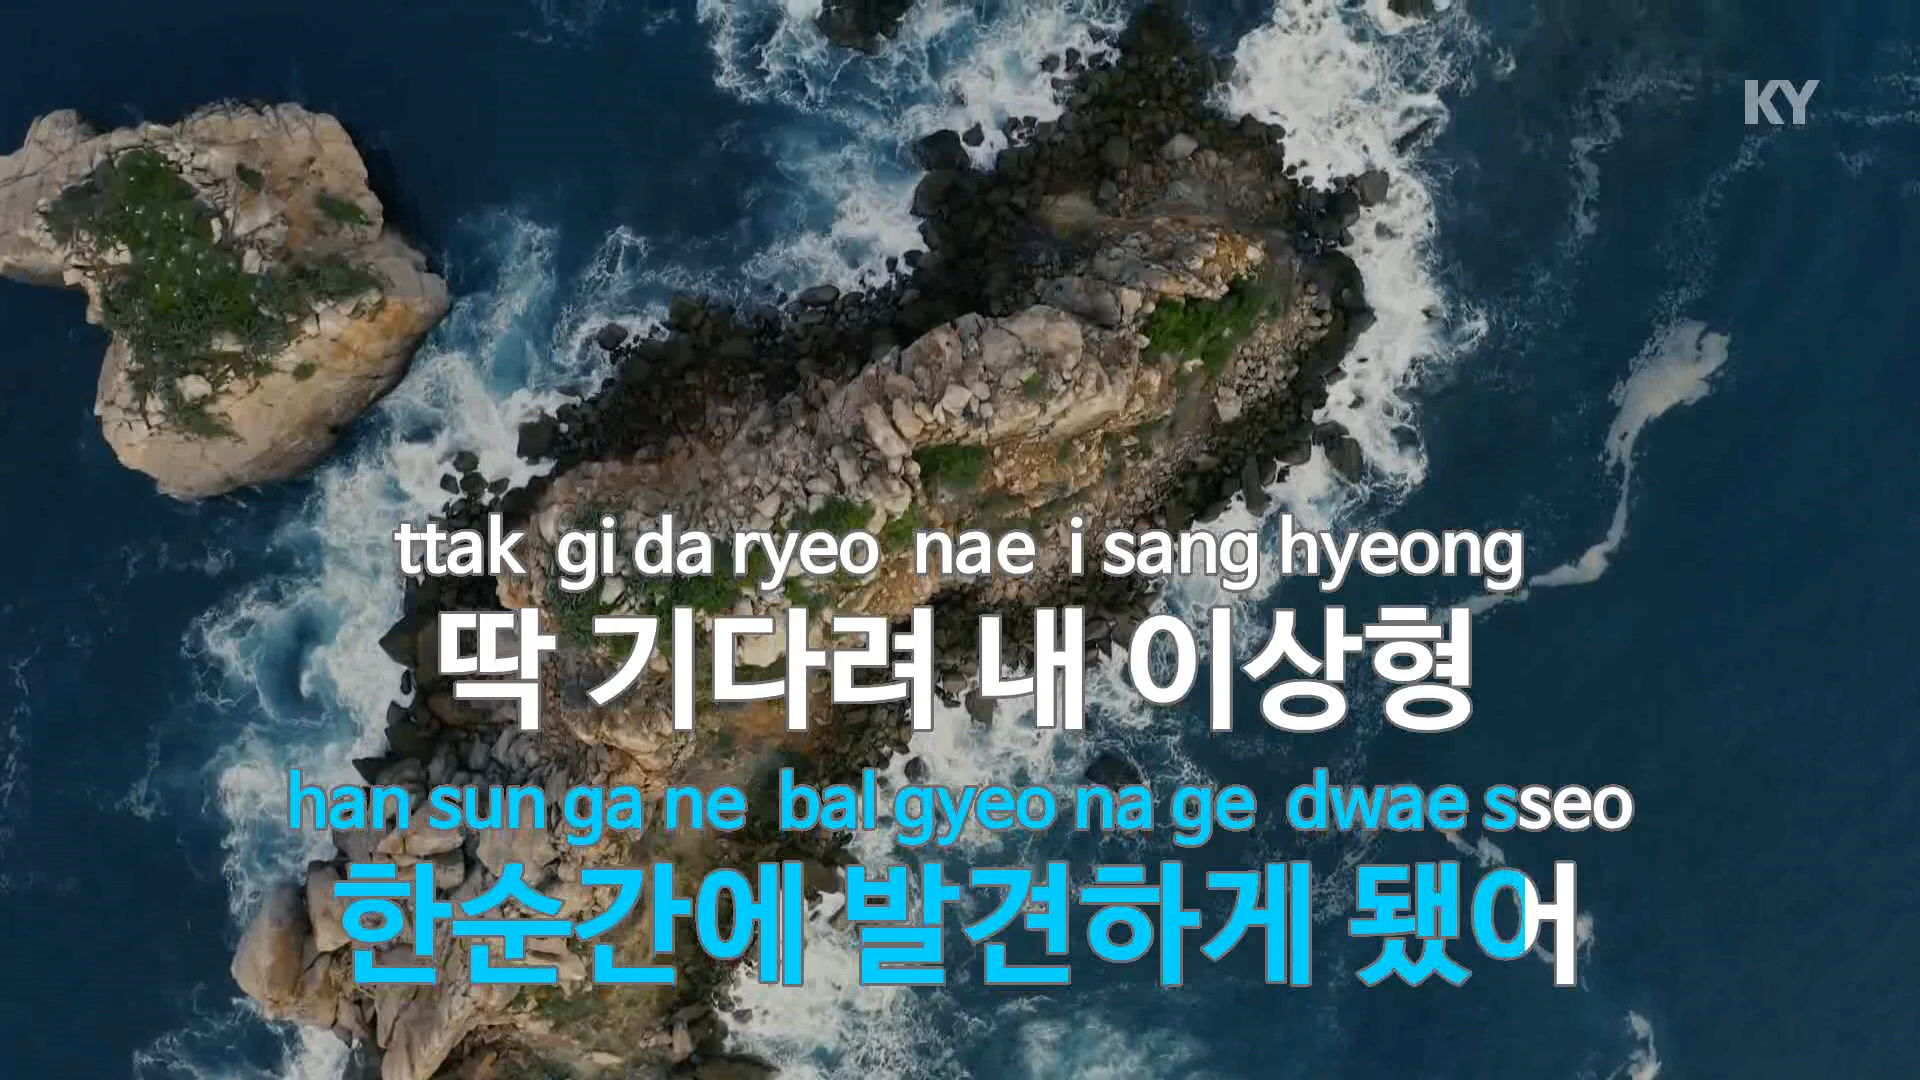 KY
ttak gi da ryeo nae i sang hyeong
딱 기다려 내 이상형
han sun ga ne bal gyeo na ge dwae sseo
한순간에 발견하게 됐어